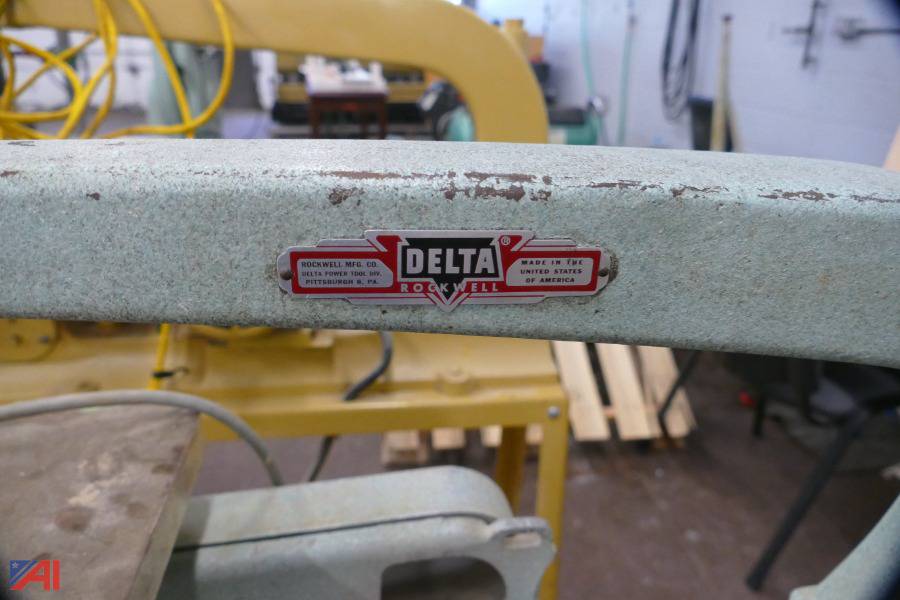 ROCKWELL MFG. CO.
DELTA POWER TOOL DIV.
PITTSBURGH 8, PA.
DELTA®
ROCKWELL
MADE IN THE
UNITED STATES
OF AMERICA
AI